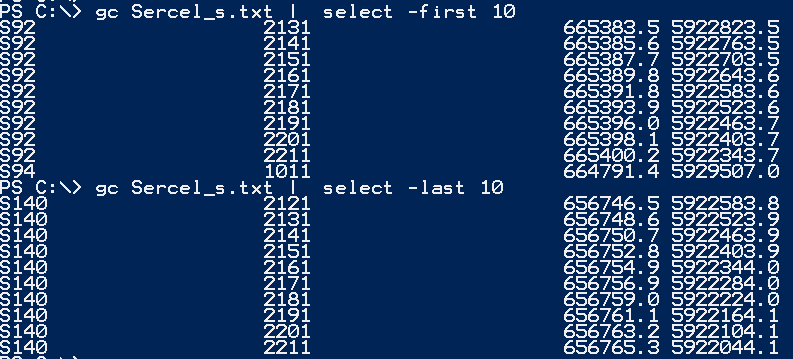 PS C:\> gc Sercel_s.txt |  select -first 10
S92                   2131                     665383.5 5922823.5
S92                   2141                     665385.6 5922763.5
S92                   2151                     665387.7 5922703.5
S92                   2161                     665389.8 5922643.6
S92                   2171                     665391.8 5922583.6
S92                   2181                     665393.9 5922523.6
S92                   2191                     665396.0 5922463.7
S92                   2201                     665398.1 5922403.7
S92                   2211                     665400.2 5922343.7
S94                   1011                     664791.4 5929507.0
PS C:\> gc Sercel_s.txt |  select -last 10
S140                  2121                     656746.5 5922583.8
S140                  2131                     656748.6 5922523.9
S140                  2141                     656750.7 5922463.9
S140                  2151                     656752.8 5922403.9
S140                  2161                     656754.9 5922344.0
S140                  2171                     656756.9 5922284.0
S140                  2181                     656759.0 5922224.0
S140                  2191                     656761.1 5922164.1
S140                  2201                     656763.2 5922104.1
S140                  2211                     656765.3 5922044.1